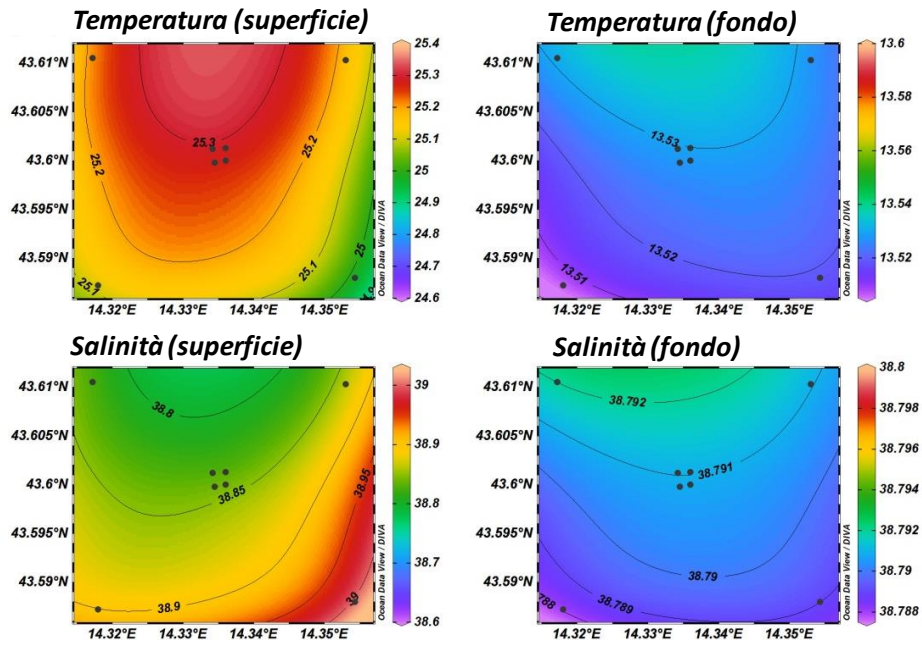 Temperatura (superficie)
43.61°N
43.605°N
43.6°N
43.595°N
43.59°N
14.32°E
14.33°E
14.34°E
14.35°E
25.3
25.2
25.2
25.1
25.1
25
Ocean Data View / DIVA
25.4
25.3
25.2
25.1
25
24.9
24.8
24.7
24.6
Temperatura (fondo)
43.61°N
43.605°N
43.6°N
43.595°N
43.59°N
14.32°E
14.33°E
14.34°E
14.35°E
13.53
13.52
13.51
Ocean Data View / DIVA
13.6
13.58
13.56
13.54
13.52
Salinità (superficie)
43.61°N
43.605°N
43.6°N
43.595°N
43.59°N
14.32°E
14.33°E
14.34°E
14.35°E
38.8
38.85
38.95
38.9
39
Ocean Data View / DIVA
39
38.9
38.8
38.7
38.6
Salinità (fondo)
43.61°N
43.605°N
43.6°N
43.595°N
43.59°N
14.32°E
14.33°E
14.34°E
14.35°E
38.792
38.791
38.79
38.789
788
Ocean Data View / DIVA
38.8
38.798
38.796
38.794
38.792
38.79
38.788